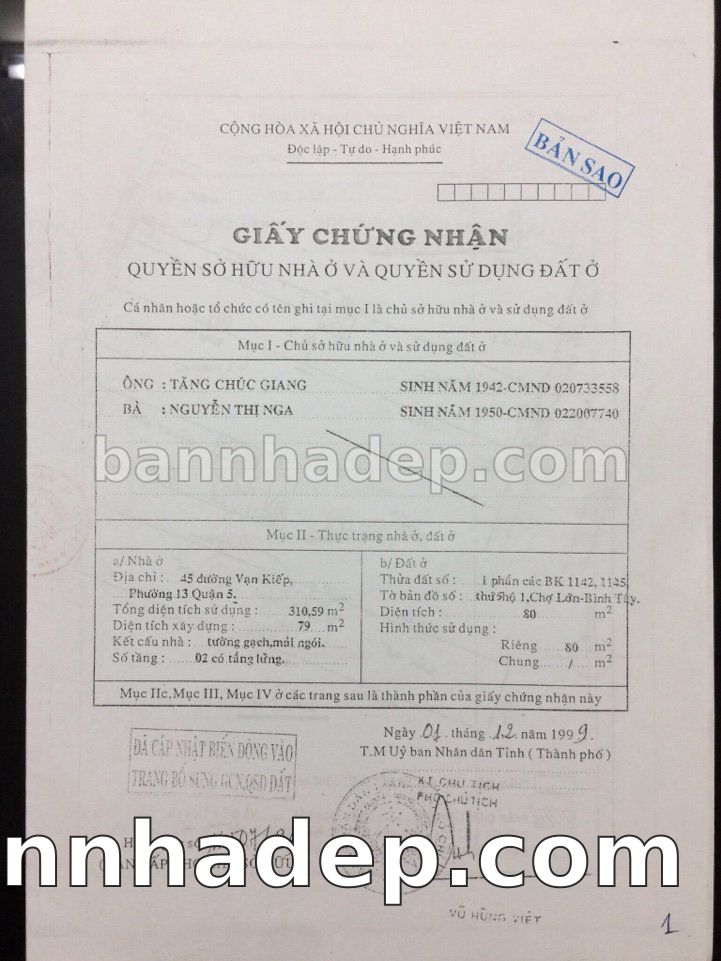 CỘNG HÒA XÃ HỘI CHỦ NGHĨA VIỆT NAM
Độc lập - Tự do - Hạnh phúc
BẢN SAO
GIẤY CHỨNG NHẬN
QUYỀN SỞ HỮU NHÀ Ở VÀ QUYỀN SỬ DỤNG ĐẤT Ở
Cá nhân hoặc tổ chức có tên ghi tại mục I là chủ sở hữu nhà ở và sử dụng đất ở
Mục I - Chủ sở hữu nhà ở và sử dụng đất ở
ÔNG : TĂNG CHÚC GIANG SINH NĂM 1942-CMND 020733558
BÀ : NGUYỄN THỊ NGA SINH NĂM 1950-CMND 022007740
bannhadep.com
Mục II - Thực trạng nhà ở, đất ở
a/ Nhà ở
Địa chỉ : 45 đường Vạn Kiếp,
Phường 13 Quận 5.
Tổng diện tích sử dụng : 310,59 m2
Diện tích xây dựng : 79 m2
Kết cấu nhà : tường gạch,mái ngói.
Số tầng : 02 có tầng lửng.
b/ Đất ở
Thửa đất số : 1 phần các BK 1142, 1145,
Tờ bản đồ số : thứ 5hộ 1,Chợ Lớn-Bình Tây.
Diện tích : 80 m2
Hình thức sử dụng :
Riêng 80 m2
Chung / m2
Mục IIc,Mục III, Mục IV ở các trang sau là thành phần của giấy chứng nhận này
Ngày 01 tháng 12 năm 1999.
T.M Uỷ ban Nhân dân Tỉnh ( Thành phố )
ĐÃ CẬP NHẬT BIẾN ĐỘNG VÀO
TRANG BỔ SUNG GCN.QSD ĐẤT
KT CHỦ TỊCH
PHÓ CHỦ TỊCH
nnhadep.com
VŨ HÙNG VIỆT
1